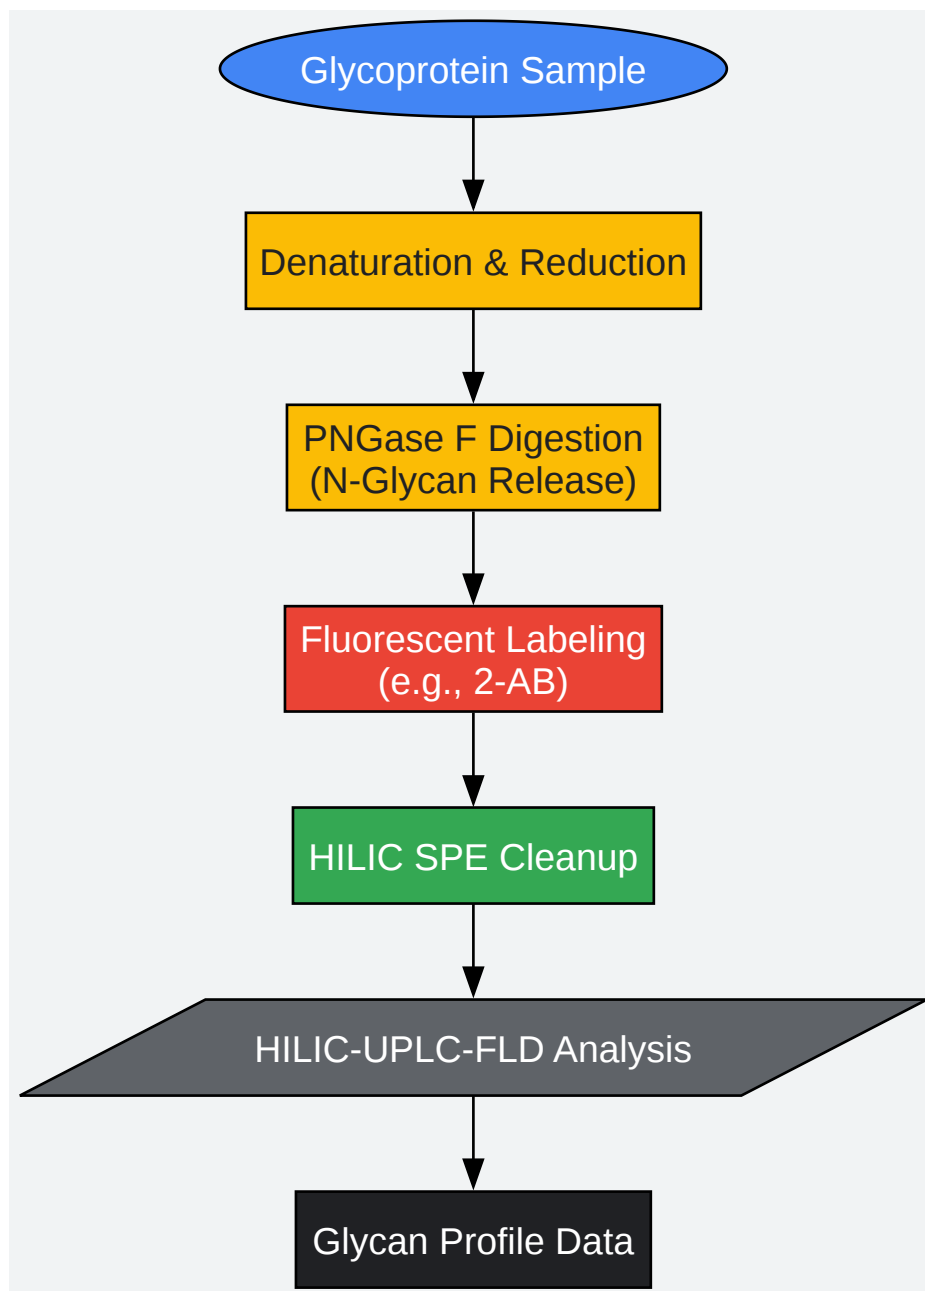 Glycoprotein Sample
Denaturation & Reduction
PNGase F Digestion
(N-Glycan Release)
Fluorescent Labeling
(e.g., 2-AB)
HILIC SPE Cleanup
HILIC-UPLC-FLD Analysis
Glycan Profile Data